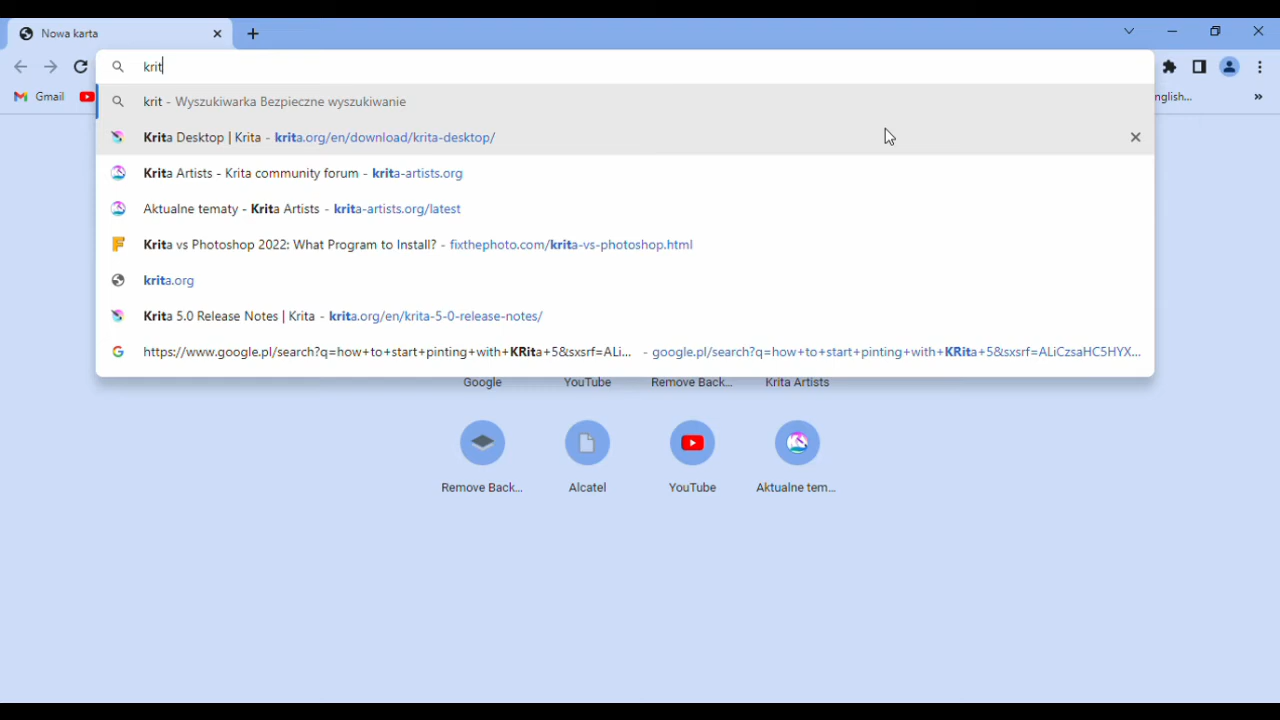 Nowa karta
krit
Gmail
nglish...
»
krit - Wyszukiwarka Bezpieczne wyszukiwanie
Krita Desktop | Krita - krita.org/en/download/krita-desktop/
Krita Artists - Krita community forum - krita-artists.org
Aktualne tematy - Krita Artists - krita-artists.org/latest
Krita vs Photoshop 2022: What Program to Install? - fixthephoto.com/krita-vs-photoshop.html
krita.org
Krita 5.0 Release Notes | Krita - krita.org/en/krita-5-0-release-notes/
https://www.google.pl/search?q=how+to+start+pinting+with+KRita+5&sxsrf=ALi... - google.pl/search?q=how+to+start+pinting+with+KRita+5&sxsrf=ALiCzsaHC5HYX...
Google YouTube Remove Back... Krita Artists
Remove Back... Alcatel YouTube Aktualne tem...